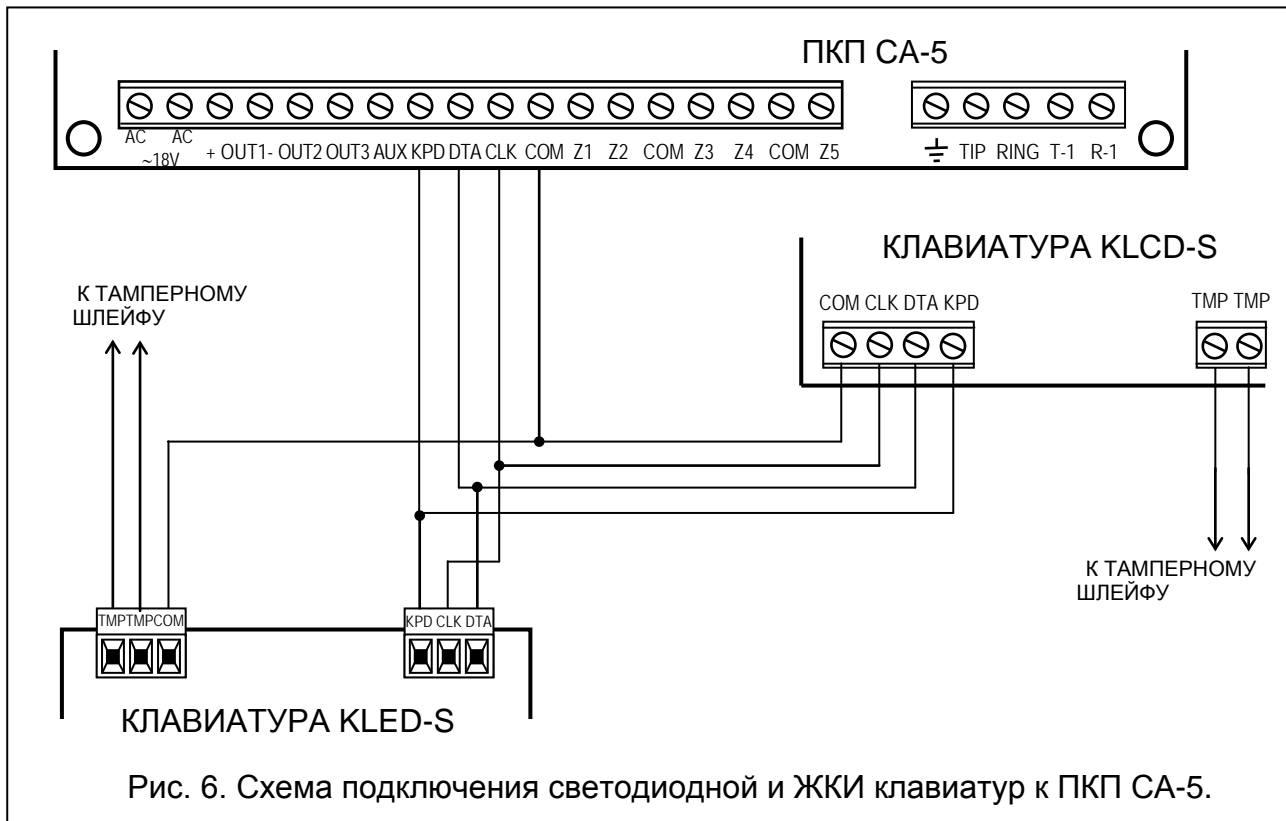 ПКП СА-5
AC AC
~18V
+ OUT1- OUT2 OUT3 AUX KPD DTA CLK COM Z1 Z2 COM Z3 Z4 COM Z5
TIP RING T-1 R-1
КЛАВИАТУРА KLCD-S
COM CLK DTA KPD
TMP TMP
К ТАМПЕРНОМУ
ШЛЕЙФУ
К ТАМПЕРНОМУ
ШЛЕЙФУ
TMP TMP COM
KPD CLK DTA
КЛАВИАТУРА KLED-S
Рис. 6. Схема подключения светодиодной и ЖКИ клавиатур к ПКП СА-5.